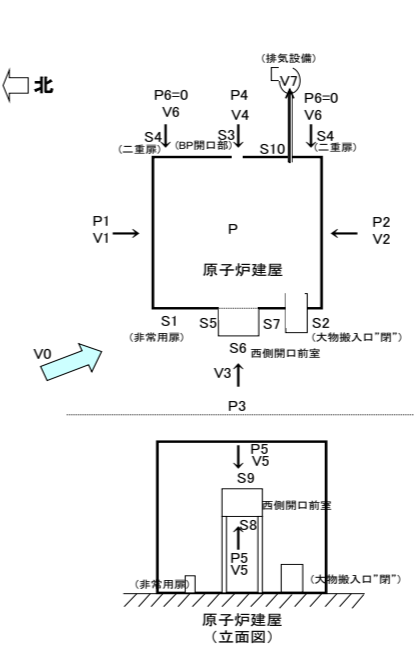 (排気設備)
北
V7
P6=0
V6
P4
V4
P6=0
V6
S4
(二重扉)
S3
(BP開口部)
S10
S4
(二重扉)
P1
V1
P
P2
V2
原子炉建屋
S1
(非常用扉)
S5
S7
S2
(大物搬入口"閉")
S6
西側開口前室
V0
V3
P3
P5
V5
S9
西側開口前室
S8
P5
V5
(非常用扉)
(大物搬入口"閉")
原子炉建屋
(立面図)